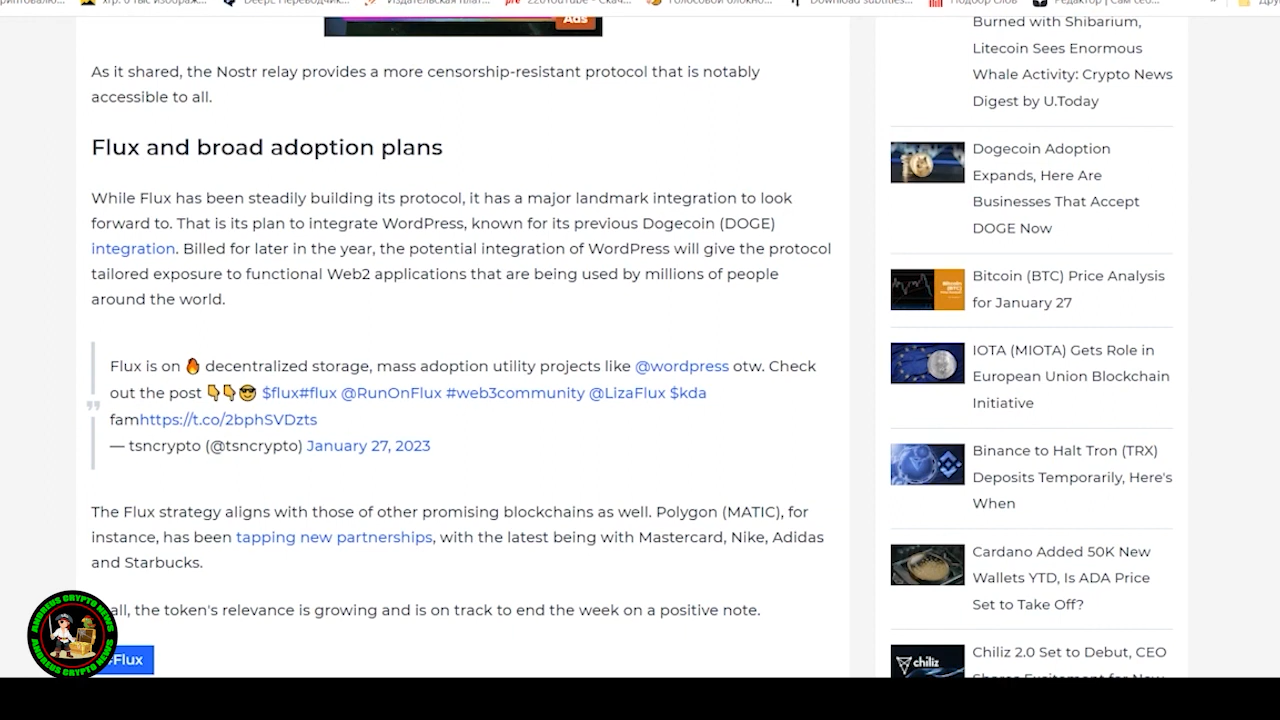 Ads
As it shared, the Nostr relay provides a more censorship-resistant protocol that is notably
accessible to all.
Flux and broad adoption plans
While Flux has been steadily building its protocol, it has a major landmark integration to look
forward to. That is its plan to integrate WordPress, known for its previous Dogecoin (DOGE)
integration. Billed for later in the year, the potential integration of WordPress will give the protocol
tailored exposure to functional Web2 applications that are being used by millions of people
around the world.
Flux is on 🔥 decentralized storage, mass adoption utility projects like @wordpress otw. Check
out the post 👇👇😎 $flux#flux @RunOnFlux #web3community @LizaFlux $kda
famhttps://t.co/2bphSVDzts
— tsncrypto (@tsncrypto) January 27, 2023
The Flux strategy aligns with those of other promising blockchains as well. Polygon (MATIC), for
instance, has been tapping new partnerships, with the latest being with Mastercard, Nike, Adidas
and Starbucks.
all, the token's relevance is growing and is on track to end the week on a positive note.
#Flux
ANDREUS CRYPTO NEWS
ANDREUS CRYPTO NEWS
Burned with Shibarium,
Litecoin Sees Enormous
Whale Activity: Crypto News
Digest by U.Today
Dogecoin Adoption
Expands, Here Are
Businesses That Accept
DOGE Now
Bitcoin (BTC) Price Analysis
for January 27
IOTA (MIOTA) Gets Role in
European Union Blockchain
Initiative
Binance to Halt Tron (TRX)
Deposits Temporarily, Here's
When
Cardano Added 50K New
Wallets YTD, Is ADA Price
Set to Take Off?
chiliz
Chiliz 2.0 Set to Debut, CEO